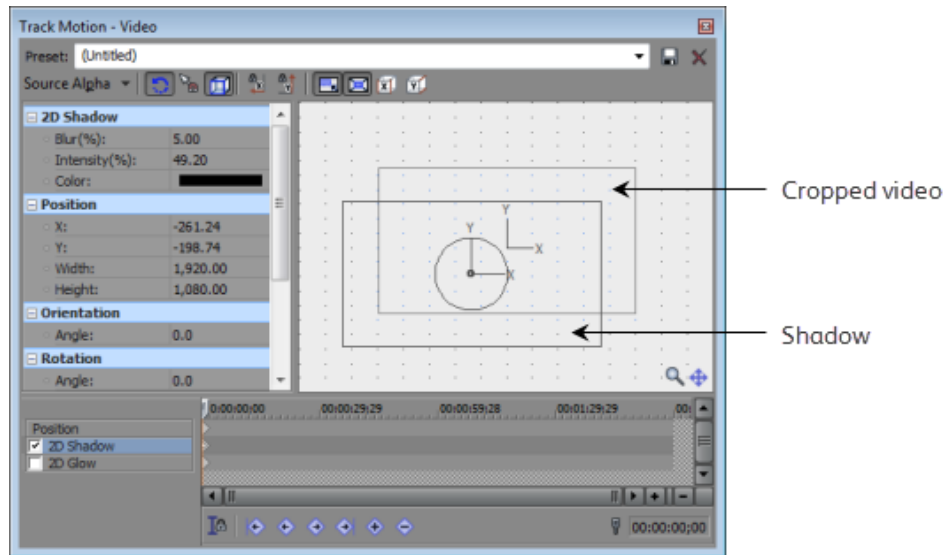 Track Motion - Video
Preset: (Untitled)
Source Alpha
2D Shadow
Blur(%): 5.00
Intensity(%): 49.20
Color:
Position
X: -261.24
Y: -198.74
Width: 1,920.00
Height: 1,080.00
Orientation
Angle: 0.0
Rotation
Angle: 0.0
Y
X
Y
X
Cropped video
Shadow
0:00:00;00 00:00:29;29 00:00:59;28 00:01:29;29 00:
Position
2D Shadow
2D Glow
00:00:00;00